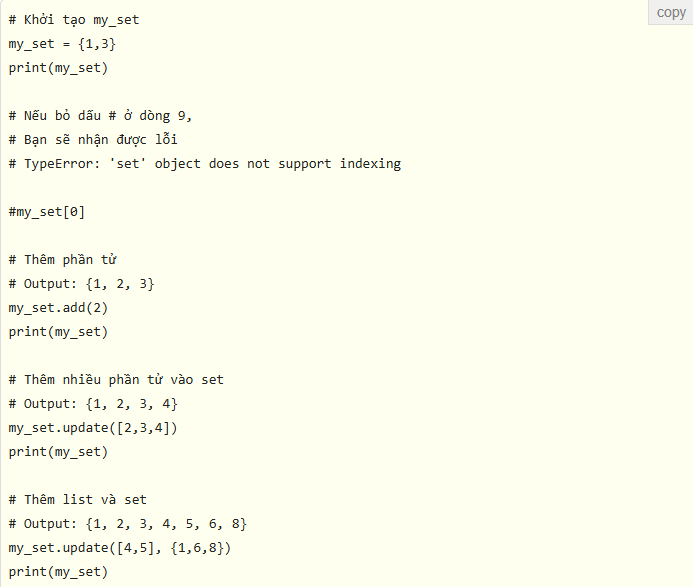 copy
# Khởi tạo my_set
my_set = {1,3}
print(my_set)

# Nếu bỏ dấu # ở dòng 9,
# Bạn sẽ nhận được lỗi
# TypeError: 'set' object does not support indexing

#my_set[0]

# Thêm phần tử
# Output: {1, 2, 3}
my_set.add(2)
print(my_set)

# Thêm nhiều phần tử vào set
# Output: {1, 2, 3, 4}
my_set.update([2,3,4])
print(my_set)

# Thêm list và set
# Output: {1, 2, 3, 4, 5, 6, 8}
my_set.update([4,5], {1,6,8})
print(my_set)